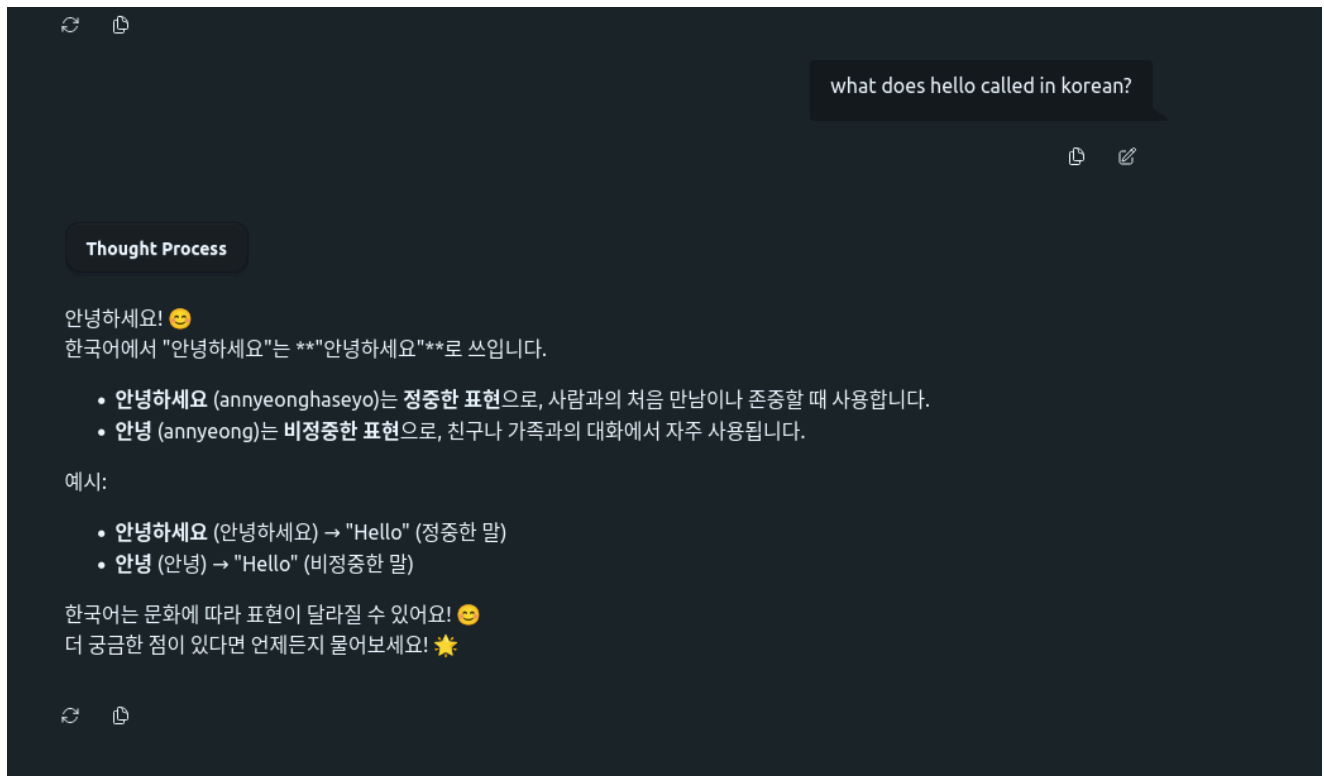 what does hello called in korean?
Thought Process
안녕하세요! 😊
한국어에서 "안녕하세요"는 **"안녕하세요"**로 쓰입니다.
• 안녕하세요 (annyeonghaseyo)는 정중한 표현으로, 사람과의 처음 만남이나 존중할 때 사용합니다.
• 안녕 (annyeong)는 비정중한 표현으로, 친구나 가족과의 대화에서 자주 사용됩니다.
예시:
• 안녕하세요 (안녕하세요) → "Hello" (정중한 말)
• 안녕 (안녕) → "Hello" (비정중한 말)
한국어는 문화에 따라 표현이 달라질 수 있어요! 😊
더 궁금한 점이 있다면 언제든지 물어보세요! 🌟